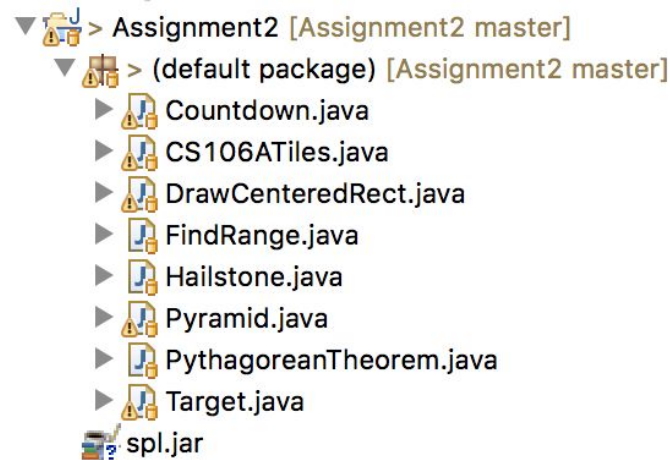 > Assignment2 [Assignment2 master]
> (default package) [Assignment2 master]
Countdown.java
CS106ATiles.java
DrawCenteredRect.java
FindRange.java
Hailstone.java
Pyramid.java
PythagoreanTheorem.java
Target.java
spl.jar